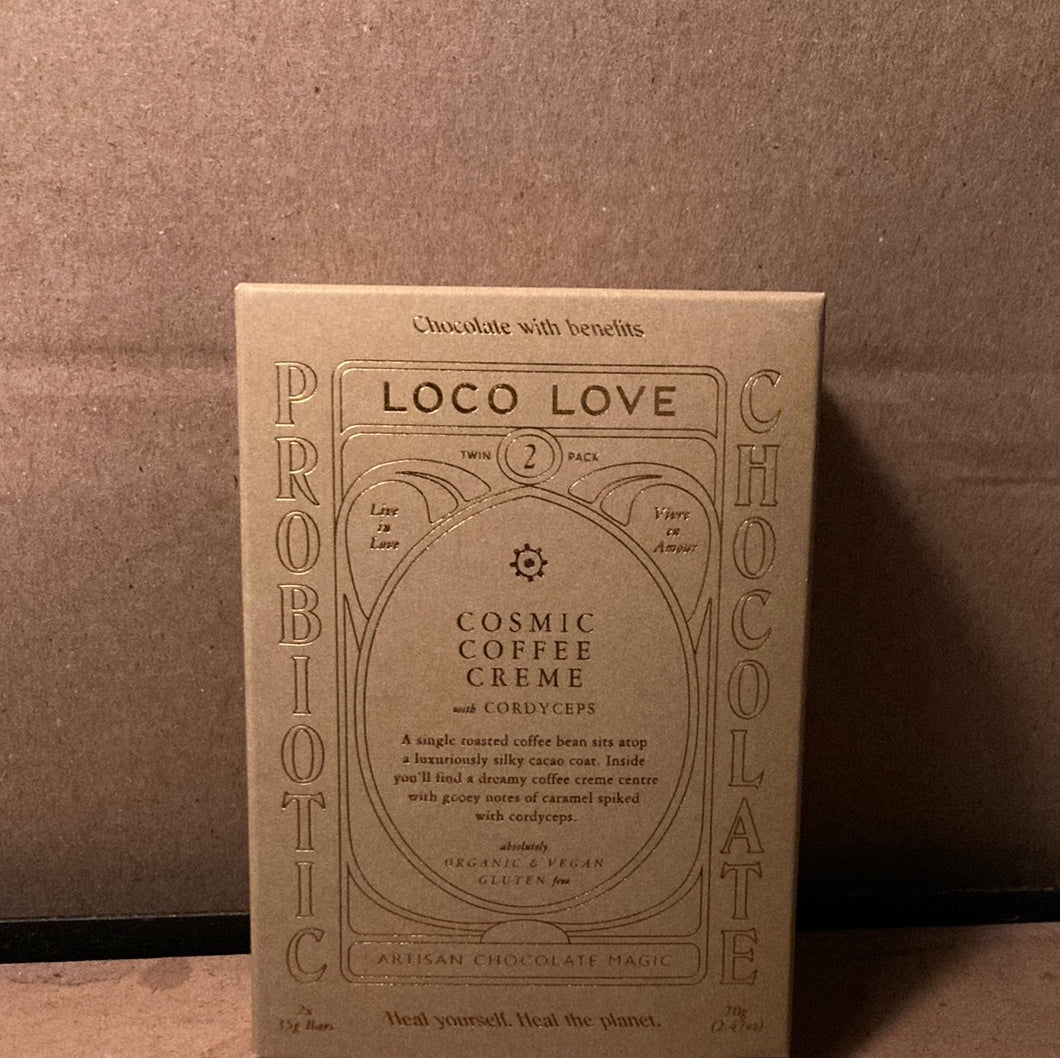 Chocolate with benefits
PROBIOTIC
CHOCOLATE
LOCO LOVE
TWIN 2 PACK
Live
in
Love
Vivre
en
Amour
COSMIC
COFFEE
CREME
with CORDYCEPS
A single roasted coffee bean sits atop
a luxuriously silky cacao coat. Inside
you'll find a dreamy coffee creme centre
with gooey notes of caramel spiked
with cordyceps.
absolutely
ORGANIC & VEGAN
GLUTEN free
ARTISAN CHOCOLATE MAGIC
2x
35g Bars
Heal yourself. Heal the planet.
70g
(2.47oz)